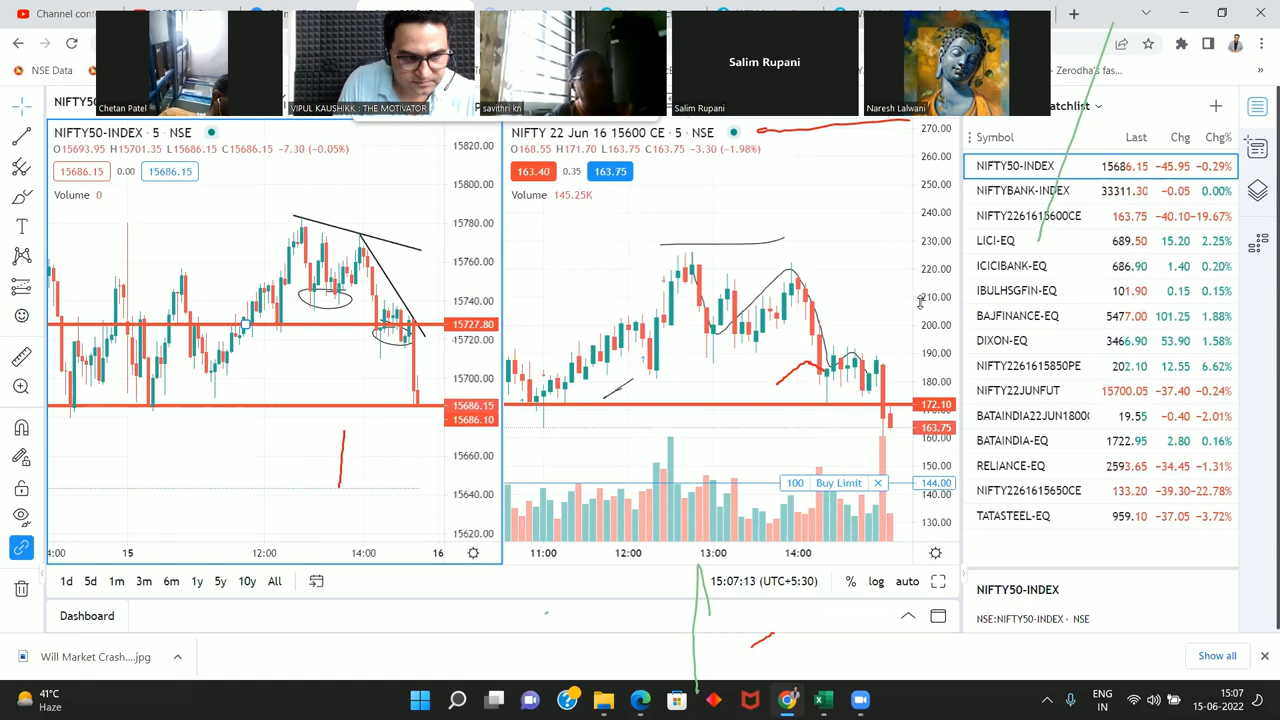 Channel content
NSE Data
Zerodha's fas...
Chetan Patel
VIPUL KAUSHIKK : THE MOTIVATOR
savithri kn
Salim Rupani
Salim Rupani
Naresh Lalwani
NIFTY50-INDEX · 5 · NSE
O15693.95 H15701.35 L15686.15 C15686.15 −7.30 (−0.05%)
15686.15 0.00 15686.15
Volume 0
15820.00
15800.00
15780.00
15760.00
15740.00
15727.80
15720.00
15700.00
15686.15
15686.10
15660.00
15640.00
15620.00
15 12:00 14:00 16
NIFTY 22 Jun 16 15600 CE · 5 · NSE
O168.55 H171.70 L163.75 C163.75 −3.30 (−1.98%)
163.40 0.35 163.75
Volume 145.25K
270.00
260.00
250.00
240.00
230.00
220.00
210.00
200.00
190.00
180.00
172.10
163.75
160.00
150.00
100 Buy Limit 144.00
140.00
130.00
11:00 12:00 13:00 14:00
1d 5d 1m 3m 6m 1y 5y 10y All
15:07:13 (UTC+5:30) % log auto
Dashboard
Symbol Last Chg Chg%
NIFTY50-INDEX 15686.15 −45.95 −0.29%
NIFTYBANK-INDEX 33311.30 −0.05 0.00%
NIFTY2261615600CE 163.75 −40.10 −19.67%
LICI-EQ 689.50 15.20 2.25%
ICICIBANK-EQ 686.90 1.40 0.20%
IBULHSGFIN-EQ 101.90 0.15 0.15%
BAJFINANCE-EQ 5477.00 101.25 1.88%
DIXON-EQ 3466.90 53.90 1.58%
NIFTY2261615850PE 202.10 12.55 6.62%
NIFTY22JUNFUT 15700.05 −37.40 −0.24%
BATAINDIA22JUN1800 19.55 −0.40 −2.01%
BATAINDIA-EQ 1722.95 2.80 0.16%
RELIANCE-EQ 2593.65 −34.45 −1.31%
NIFTY2261615650CE 133.20 −39.30 −22.78%
TATASTEEL-EQ 959.10 −37.05 −3.72%
NIFTY50-INDEX
NSE:NIFTY50-INDEX · NSE
Will Market Crash....jpg
Show all
41°C
Haze
ENG
IN
15:07
15-06-2022